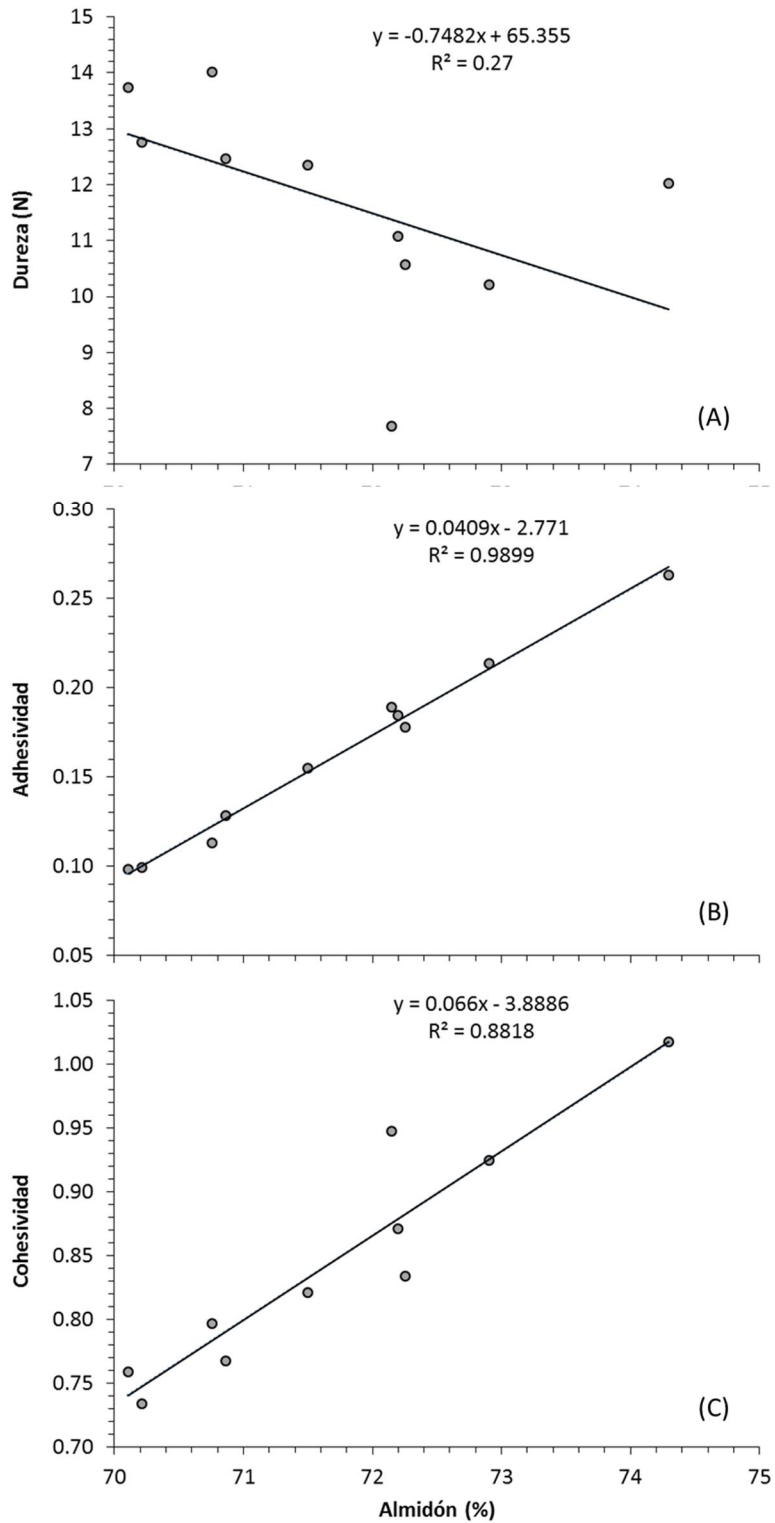 15
14
13
12
11
10
9
8
7
Dureza (N)
y = -0.7482x + 65.355
R² = 0.27
(A)
0.30
0.25
0.20
0.15
0.10
0.05
Adhesividad
y = 0.0409x - 2.771
R² = 0.9899
(B)
1.05
1.00
0.95
0.90
0.85
0.80
0.75
0.70
Cohesividad
y = 0.066x - 3.8886
R² = 0.8818
(C)
70 71 72 73 74 75
Almidón (%)